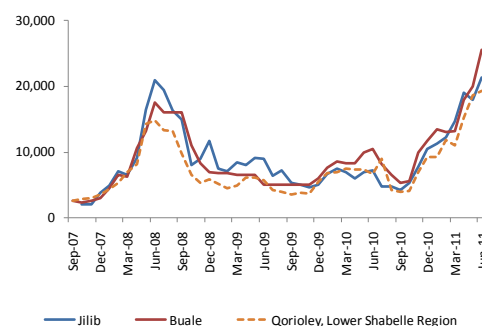 30,000
20,000
10,000
0
Sep-07
Dec-07
Mar-08
Jun-08
Sep-08
Dec-08
Mar-09
Jun-09
Sep-09
Dec-09
Mar-10
Jun-10
Sep-10
Dec-10
Mar-11
Jun-11
Jilib Buale Qorioley, Lower Shabelle Region